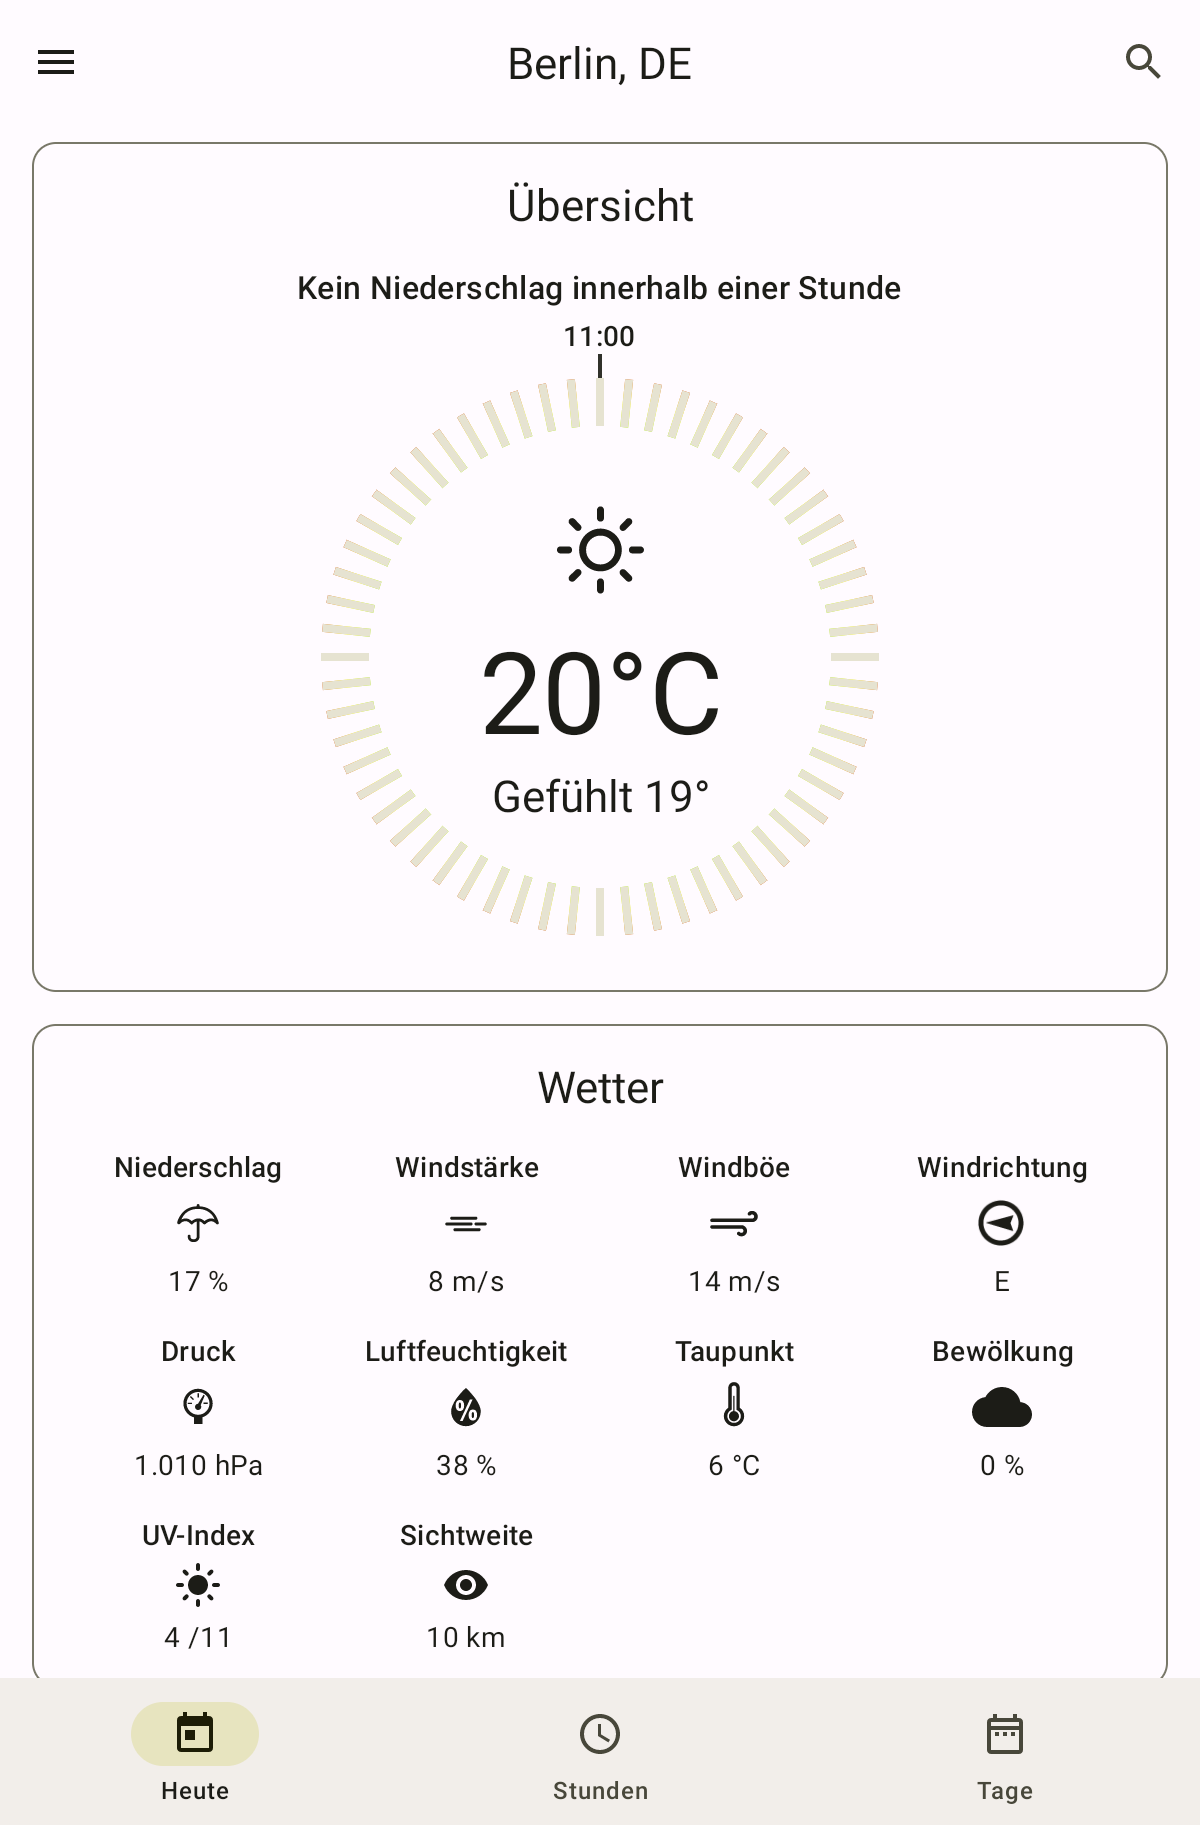 Berlin, DE
Übersicht
Kein Niederschlag innerhalb einer Stunde
11:00
20°C
Gefühlt 19°
Wetter
Niederschlag Windstärke Windböe Windrichtung
17 % 8 m/s 14 m/s E
Druck Luftfeuchtigkeit Taupunkt Bewölkung
%
1.010 hPa 38 % 6 °C 0 %
UV-Index Sichtweite
4 /11 10 km
Heute Stunden Tage